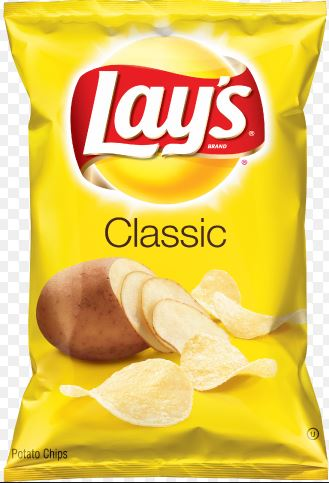 Lay's®
BRAND
®
Classic
U
Potato Chips